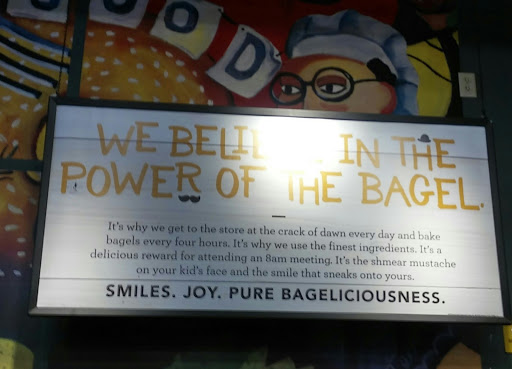 OOD
WE BELI IN THE
POWER OF THE BAGEL.
It's why we get to the store at the crack of dawn every day and bake
bagels every four hours. It's why we use the finest ingredients. It's a
delicious reward for attending an 8am meeting. It's the shmear mustache
on your kid's face and the smile that sneaks onto yours.
SMILES. JOY. PURE BAGELICIOUSNESS.